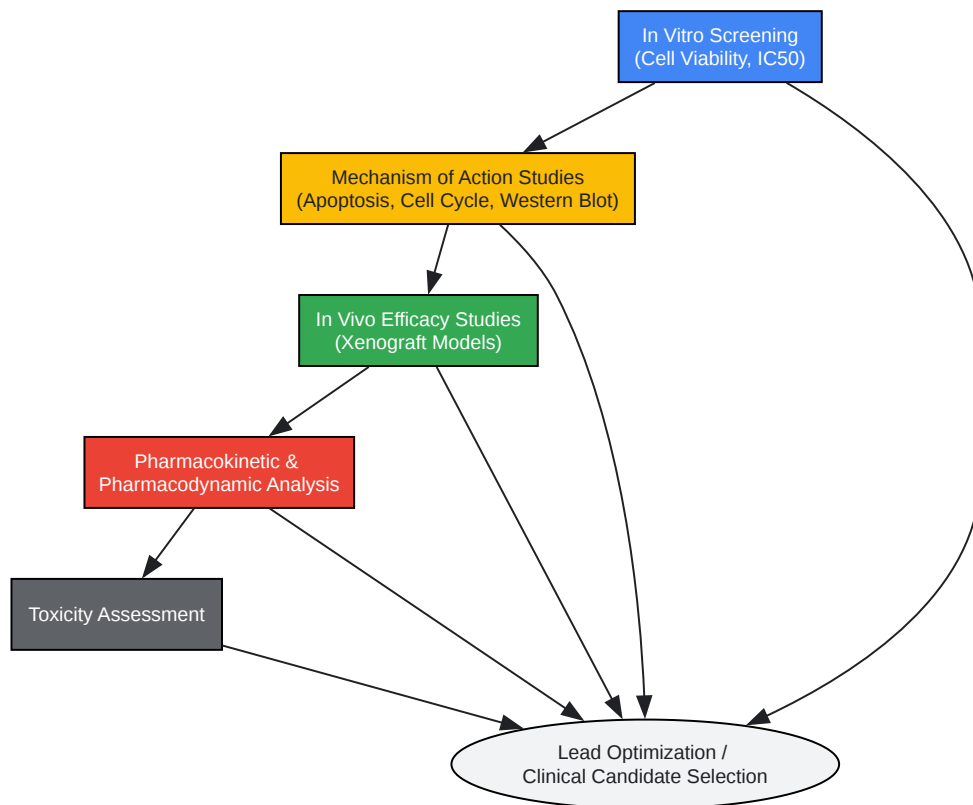 In Vitro Screening
(Cell Viability, IC50)
Mechanism of Action Studies
(Apoptosis, Cell Cycle, Western Blot)
In Vivo Efficacy Studies
(Xenograft Models)
Pharmacokinetic &
Pharmacodynamic Analysis
Toxicity Assessment
Lead Optimization /
Clinical Candidate Selection